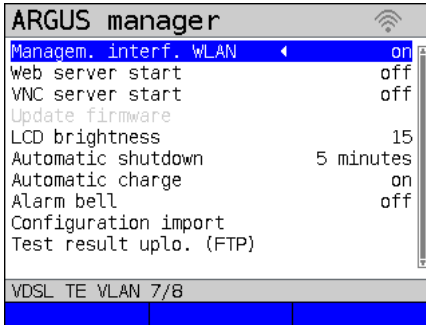 ARGUS manager
Managem. interf. WLAN on
Web server start off
VNC server start off
Update firmware
LCD brightness 15
Automatic shutdown 5 minutes
Automatic charge on
Alarm bell off
Configuration import
Test result uplo. (FTP)
VDSL TE VLAN 7/8